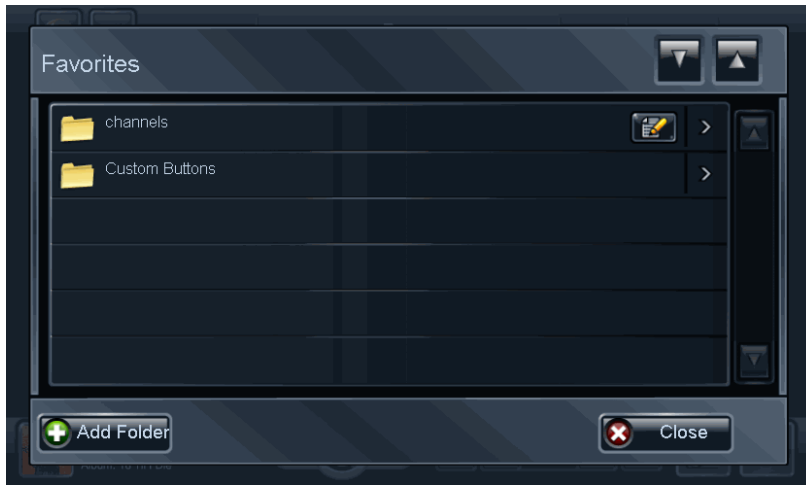 Favorites
channels
Custom Buttons
Add Folder
Close